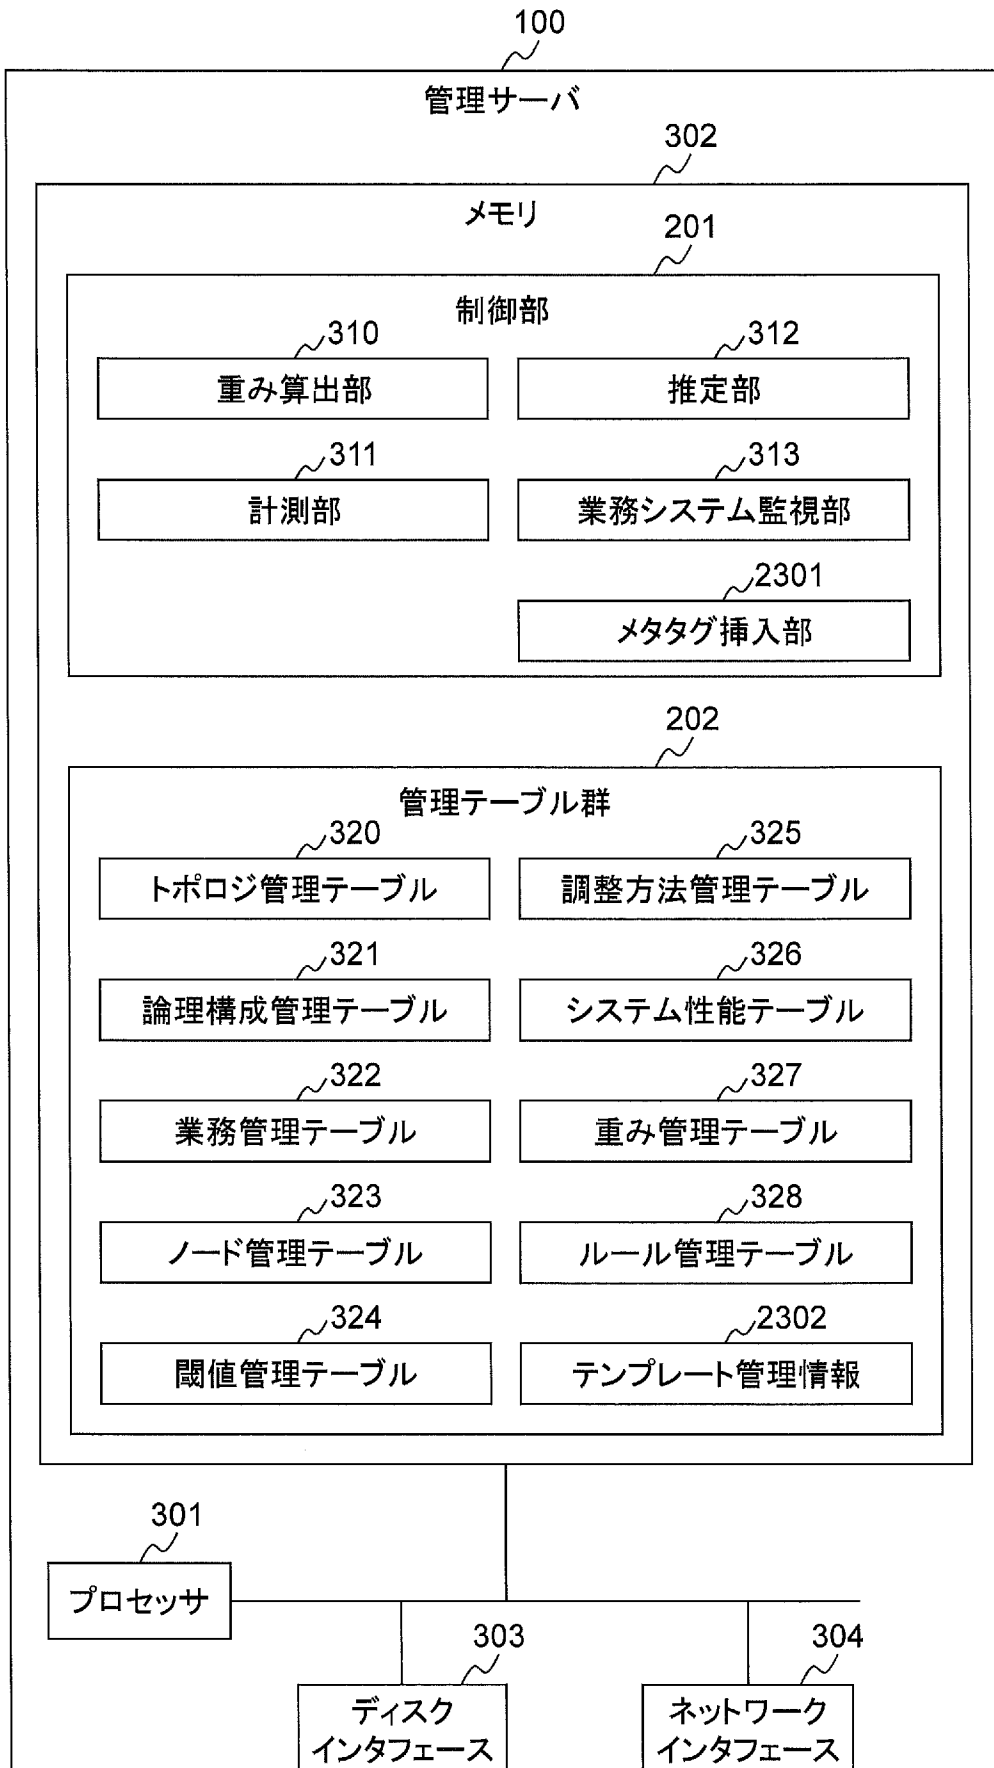 100
管理サーバ
302
メモリ
201
制御部
310
312
重み算出部
推定部
311
313
計測部
業務システム監視部
2301
メタタグ挿入部
202
管理テーブル群
320
325
トポロジ管理テーブル
調整方法管理テーブル
321
326
論理構成管理テーブル
システム性能テーブル
322
327
業務管理テーブル
重み管理テーブル
323
328
ノード管理テーブル
ルール管理テーブル
324
2302
閾値管理テーブル
テンプレート管理情報
301
プロセッサ
303
304
ディスク
インタフェース
ネットワーク
インタフェース